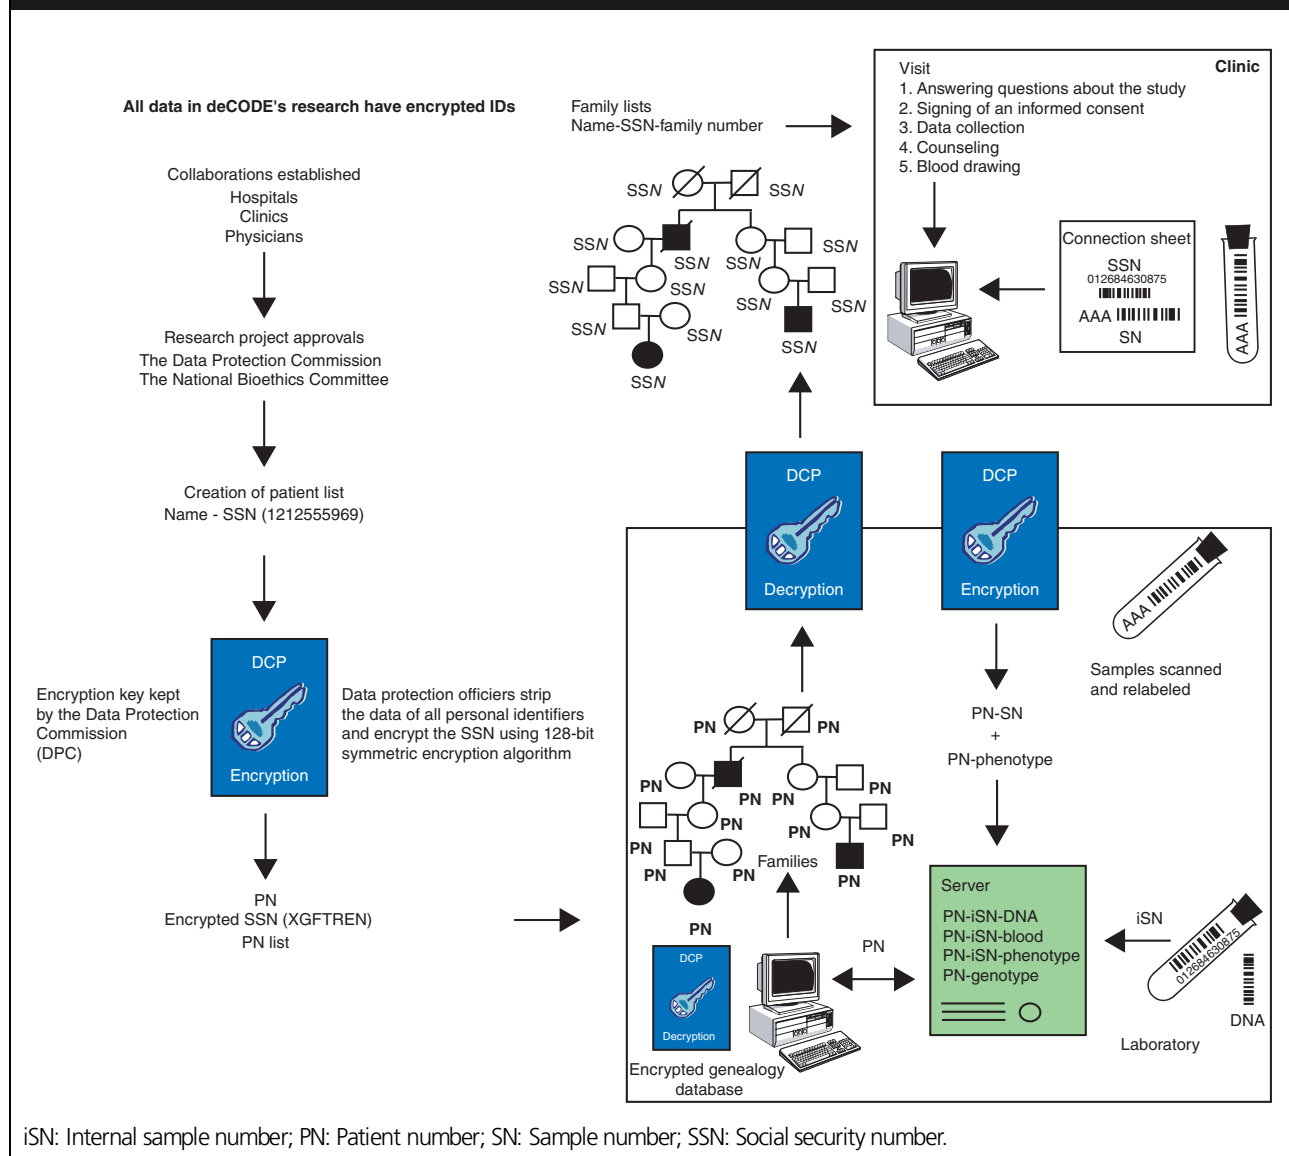 All data in deCODE's research have encrypted IDs
Collaborations established
Hospitals
Clinics
Physicians
Research project approvals
The Data Protection Commission
The National Bioethics Committee
Creation of patient list
Name - SSN (1212555969)
Encryption key kept
by the Data Protection
Commission
(DPC)
DCP
Encryption
Data protection officiers strip
the data of all personal identifiers
and encrypt the SSN using 128-bit
symmetric encryption algorithm
PN
Encrypted SSN (XGFTREN)
PN list
Family lists
Name-SSN-family number
SSN
SSN
SSN
SSN
SSN
SSN
SSN
SSN
SSN
SSN
SSN
SSN
SSN
SSN
Clinic
Visit
1. Answering questions about the study
2. Signing of an informed consent
3. Data collection
4. Counseling
5. Blood drawing
Connection sheet
SSN
012684630875
AAA
SN
AAA
DCP
Decryption
DCP
Encryption
AAA
Samples scanned
and relabeled
PN-SN
+
PN-phenotype
PN
PN
PN
PN
PN
PN
PN
PN
PN
PN
PN
PN
PN
PN
Families
DCP
Decryption
Encrypted genealogy
database
PN
Server
PN-iSN-DNA
PN-iSN-blood
PN-iSN-phenotype
PN-genotype
iSN
012684630875
DNA
Laboratory
iSN: Internal sample number; PN: Patient number; SN: Sample number; SSN: Social security number.